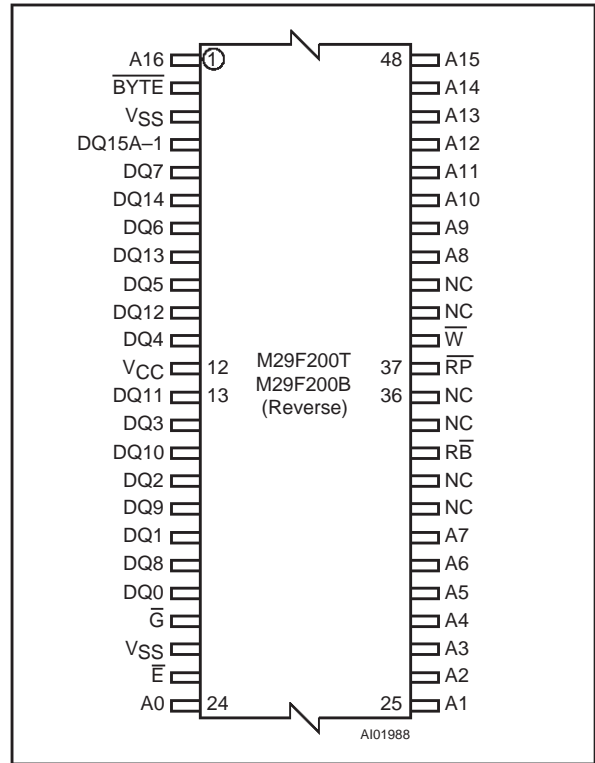 A16 1 48 A15
B̅Y̅T̅E̅ A14
VSS A13
DQ15A–1 A12
DQ7 A11
DQ14 A10
DQ6 A9
DQ13 A8
DQ5 NC
DQ12 NC
DQ4 W̅
VCC 12 M29F200T 37 R̅P̅
DQ11 13 M29F200B 36 NC
(Reverse)
DQ3 NC
DQ10 RB̅
DQ2 NC
DQ9 NC
DQ1 A7
DQ8 A6
DQ0 A5
G̅ A4
VSS A3
E̅ A2
A0 24 25 A1
AI01988